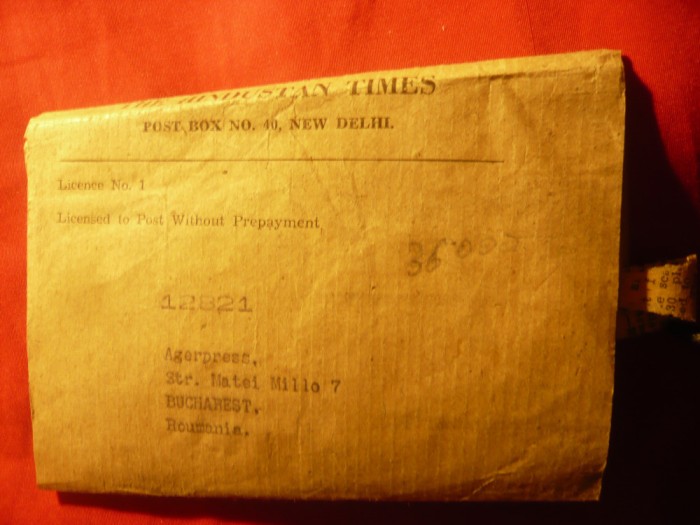 THE HINDUSTAN TIMES
POST BOX NO. 40, NEW DELHI.
Licence No. 1
Licensed to Post Without Prepayment
36.000
12821
Agerpress,
Str. Matei Millo 7
BUCHAREST.
Roumania.